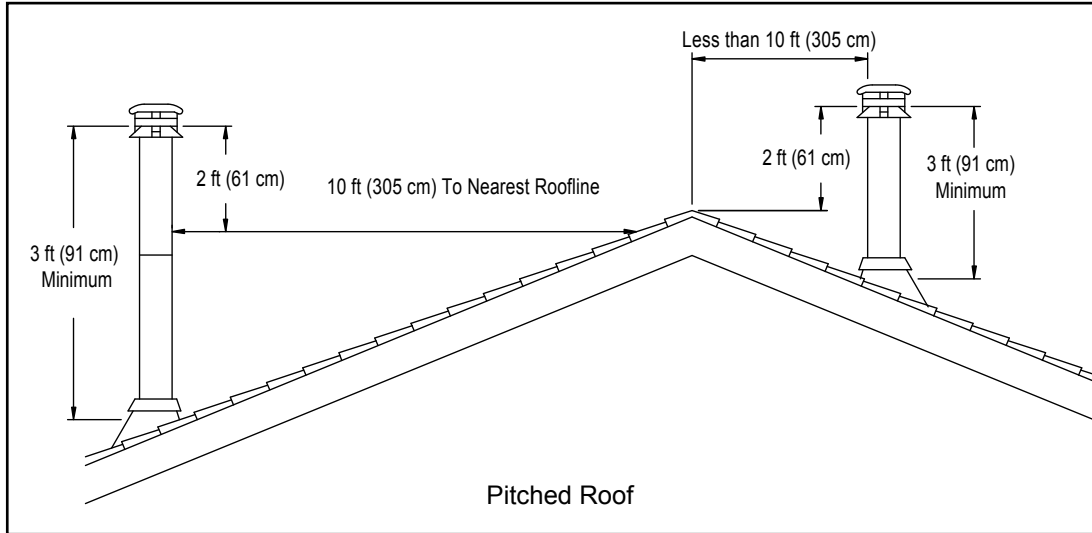 Less than 10 ft (305 cm)
2 ft (61 cm)
10 ft (305 cm) To Nearest Roofline
3 ft (91 cm)
Minimum
2 ft (61 cm)
3 ft (91 cm)
Minimum
Pitched Roof